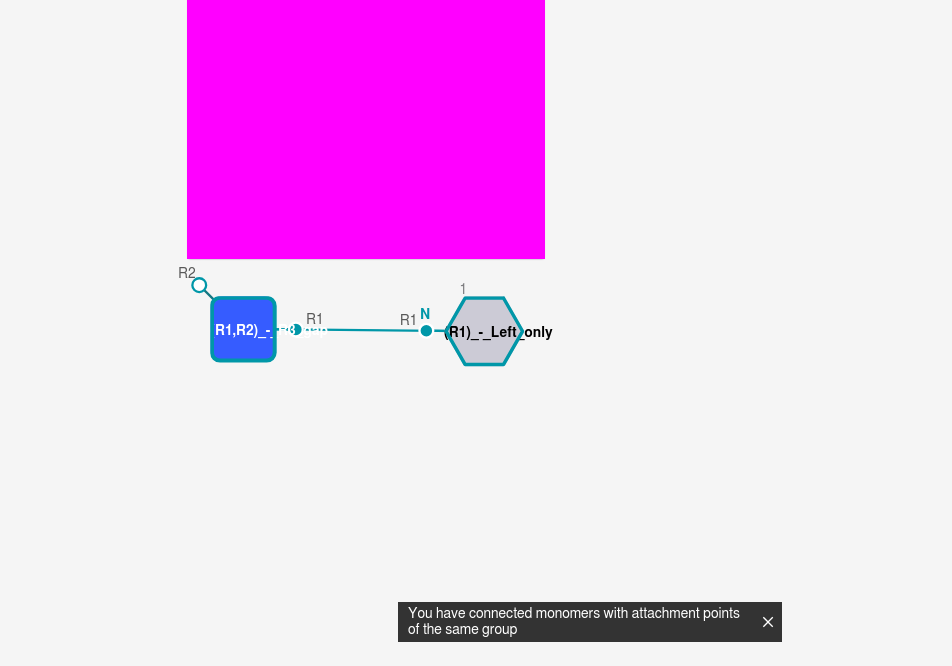 R2
R1
R1
N
1
R1,R2)_-_R3_gap
(R1)_-_Left_only
You have connected monomers with attachment points
of the same group